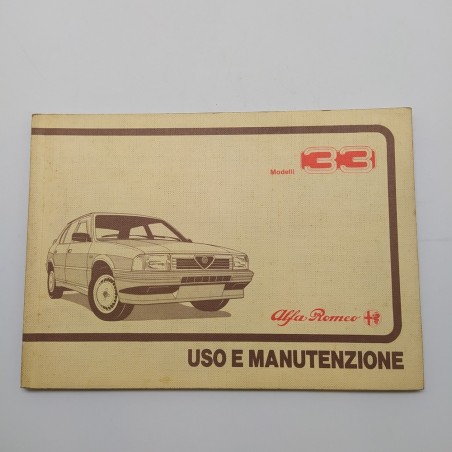 Modelli 33
Alfa Romeo
USO E MANUTENZIONE